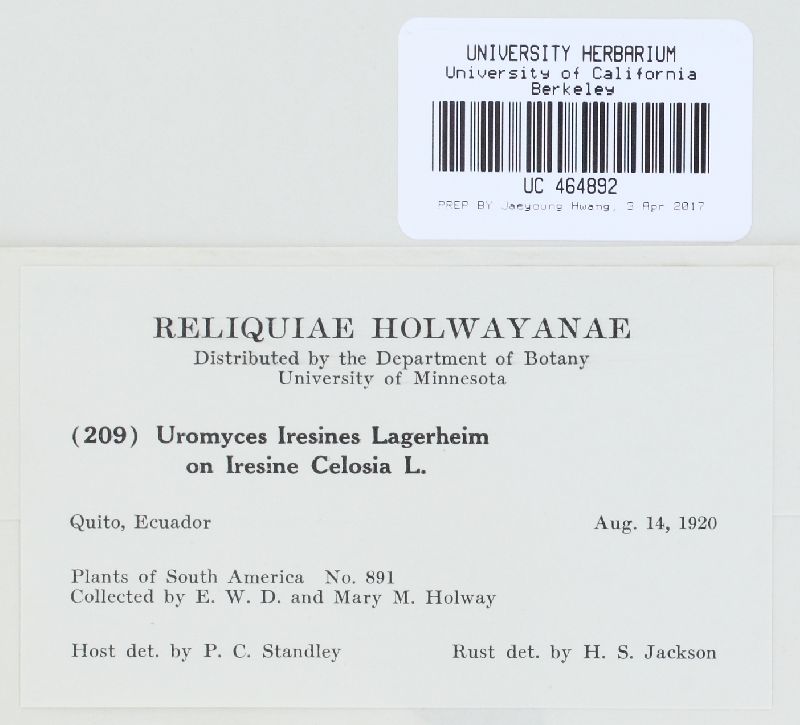 UNIVERSITY HERBARIUM
University of California
Berkeley
UC 464892
PREP BY Jaeyoung Hwang, 3 Apr 2017
RELIQUIAE HOLWAYANAE
Distributed by the Department of Botany
University of Minnesota
(209) Uromyces Iresines Lagerheim
on Iresine Celosia L.
Quito, Ecuador Aug. 14, 1920
Plants of South America No. 891
Collected by E. W. D. and Mary M. Holway
Host det. by P. C. Standley Rust det. by H. S. Jackson